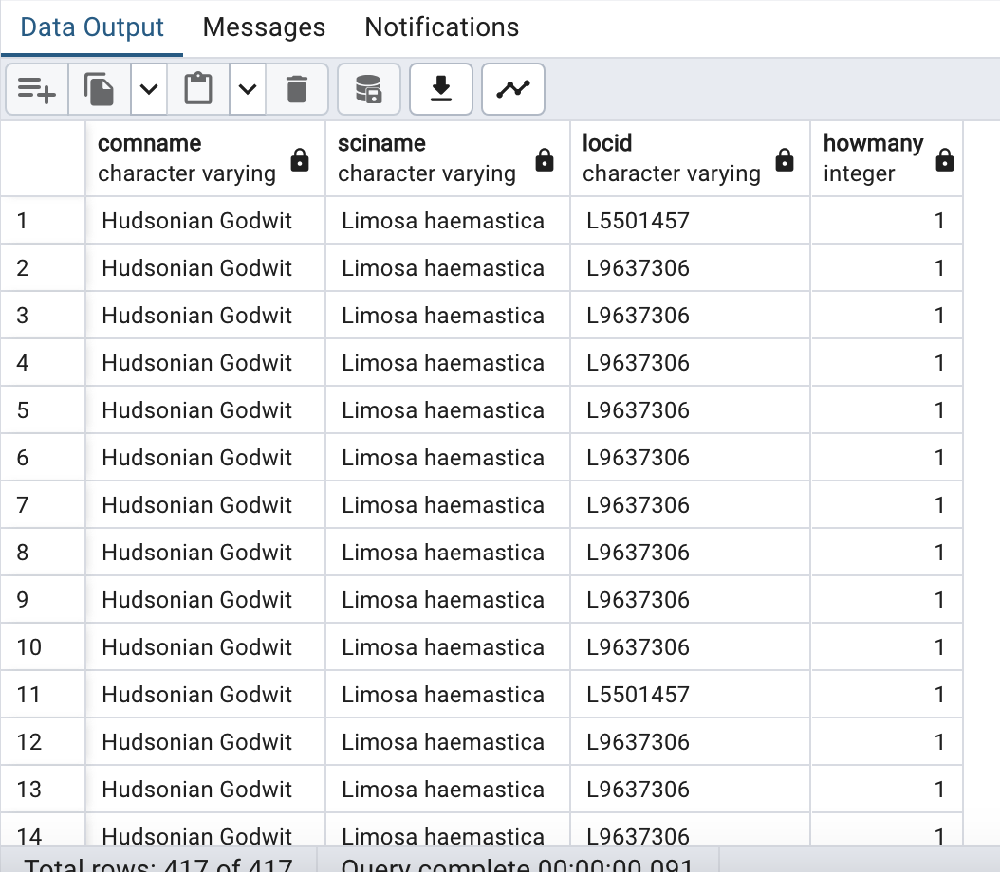 Data Output Messages Notifications
comname sciname locid howmany
character varying character varying character varying integer
1 Hudsonian Godwit Limosa haemastica L5501457 1
2 Hudsonian Godwit Limosa haemastica L9637306 1
3 Hudsonian Godwit Limosa haemastica L9637306 1
4 Hudsonian Godwit Limosa haemastica L9637306 1
5 Hudsonian Godwit Limosa haemastica L9637306 1
6 Hudsonian Godwit Limosa haemastica L9637306 1
7 Hudsonian Godwit Limosa haemastica L9637306 1
8 Hudsonian Godwit Limosa haemastica L9637306 1
9 Hudsonian Godwit Limosa haemastica L9637306 1
10 Hudsonian Godwit Limosa haemastica L9637306 1
11 Hudsonian Godwit Limosa haemastica L5501457 1
12 Hudsonian Godwit Limosa haemastica L9637306 1
13 Hudsonian Godwit Limosa haemastica L9637306 1
14 Hudsonian Godwit Limosa haemastica L9637306 1
Total rows: 417 of 417 Query complete 00:00:00.091